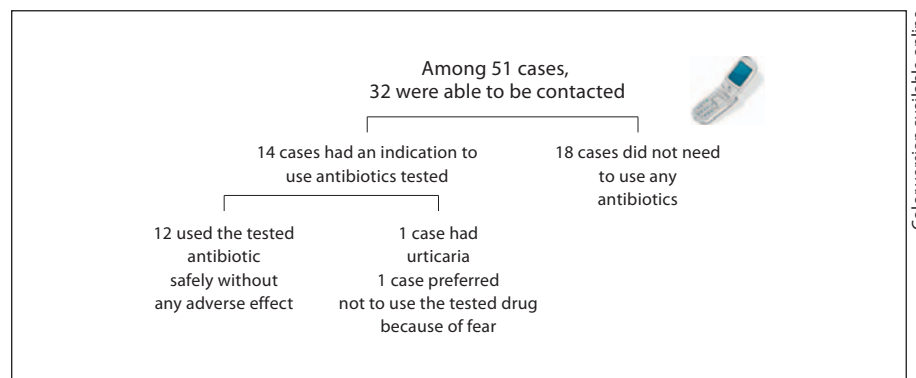 Among 51 cases,
32 were able to be contacted
14 cases had an indication to
use antibiotics tested
18 cases did not need
to use any
antibiotics
12 used the tested
antibiotic
safely without
any adverse effect
1 case had
urticaria
1 case preferred
not to use the tested drug
because of fear